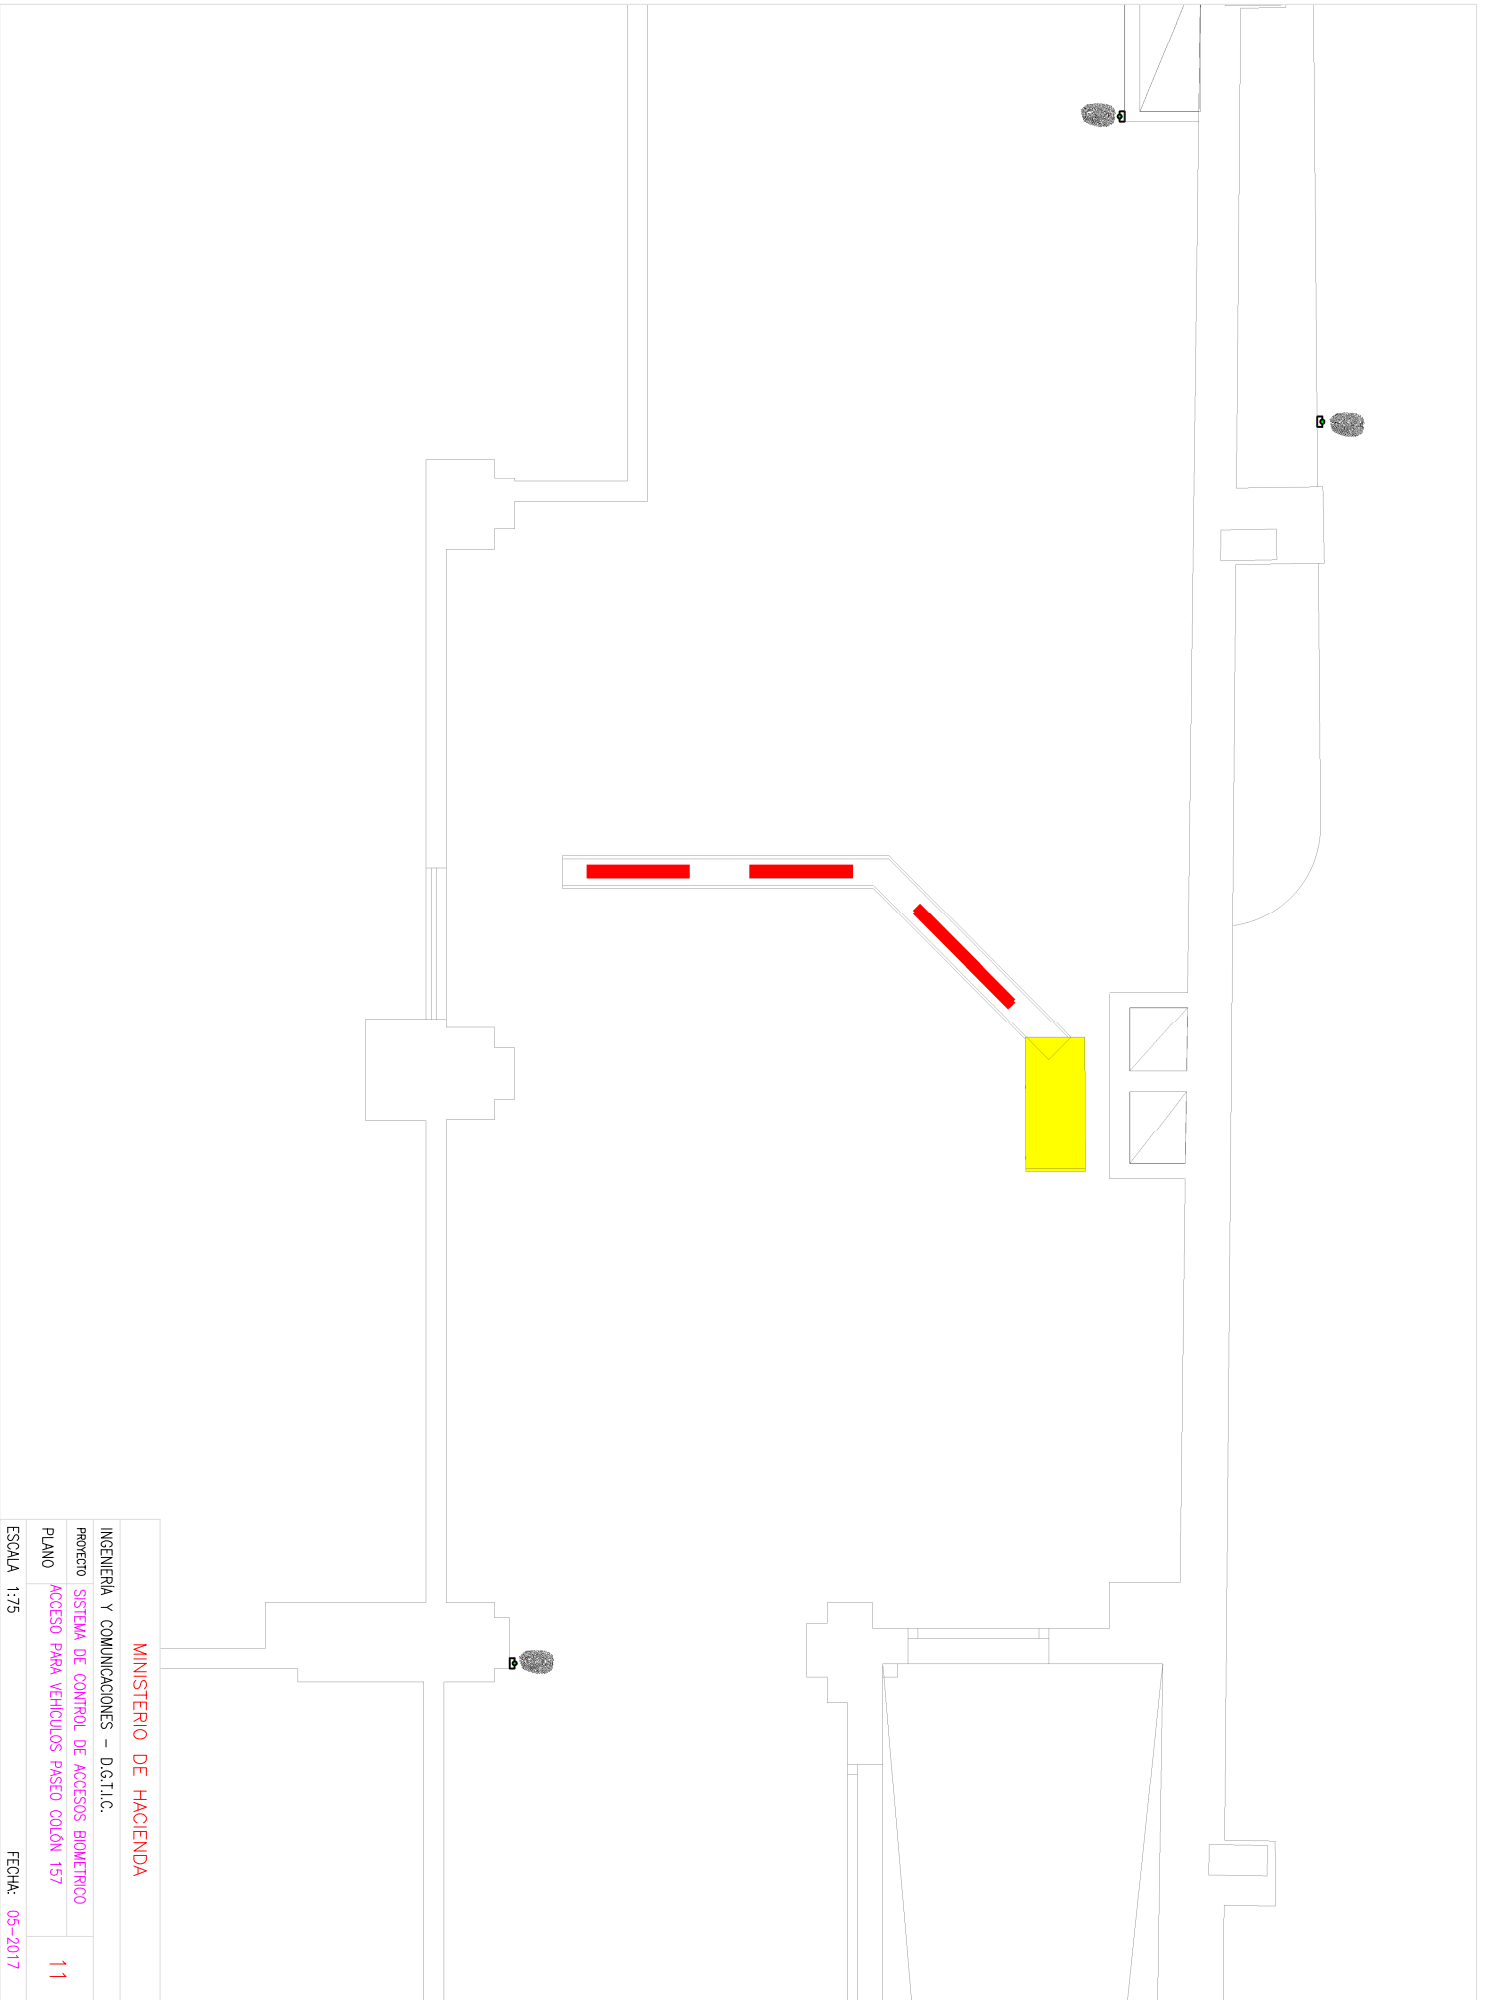 MINISTERIO DE HACIENDA
INGENIERÍA Y COMUNICACIONES - D.G.T.I.C.
PROYECTO SISTEMA DE CONTROL DE ACCESOS BIOMETRICO
PLANO ACCESO PARA VEHÍCULOS PASEO COLÓN 157
11
ESCALA 1:75 FECHA: 05-2017